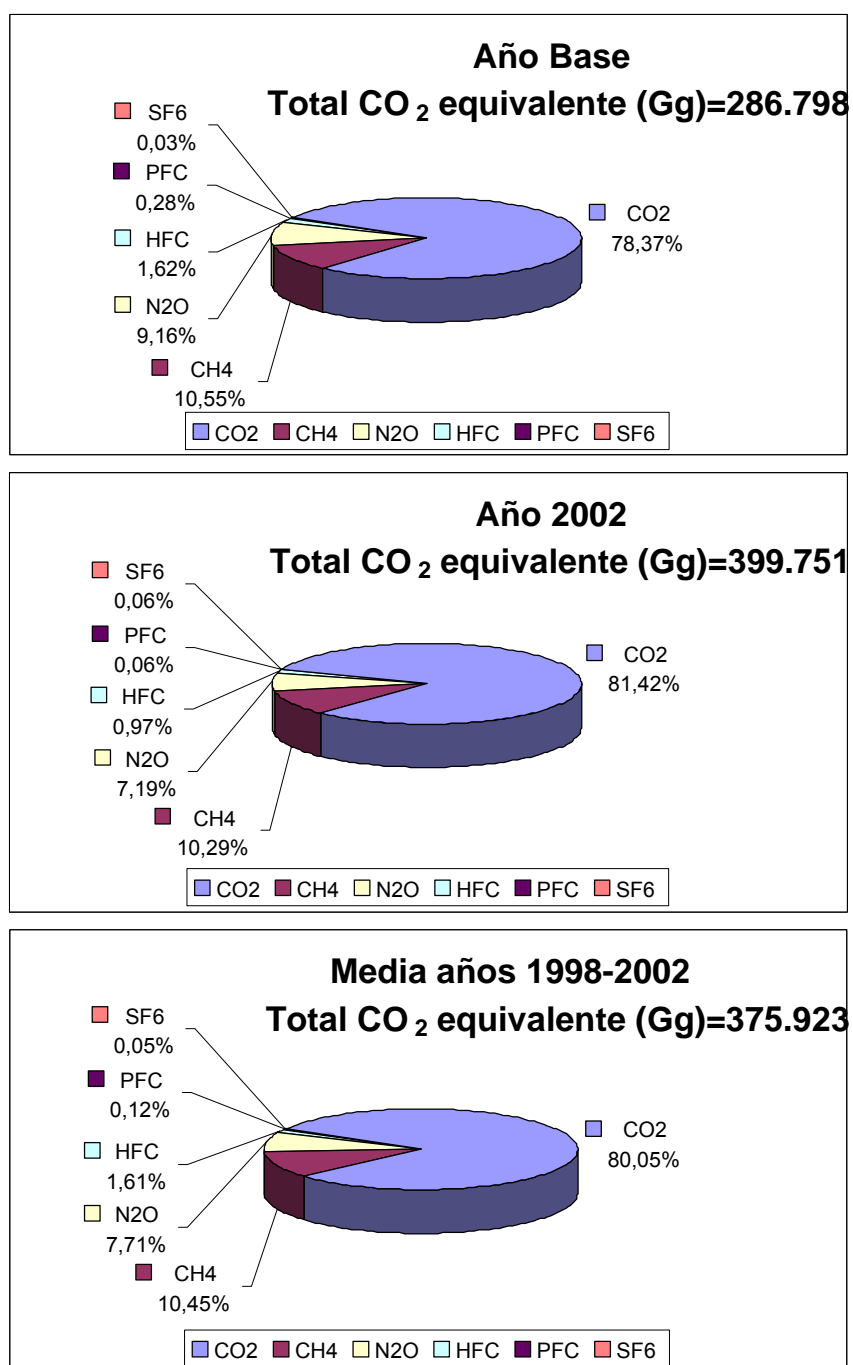 Año Base
Total CO 2 equivalente (Gg)=286.798
SF6
0,03%
PFC
0,28%
HFC
1,62%
N2O
9,16%
CH4
10,55%
CO2
78,37%
CO2 CH4 N2O HFC PFC SF6
Año 2002
Total CO 2 equivalente (Gg)=399.751
SF6
0,06%
PFC
0,06%
HFC
0,97%
N2O
7,19%
CH4
10,29%
CO2
81,42%
CO2 CH4 N2O HFC PFC SF6
Media años 1998-2002
Total CO 2 equivalente (Gg)=375.923
SF6
0,05%
PFC
0,12%
HFC
1,61%
N2O
7,71%
CH4
10,45%
CO2
80,05%
CO2 CH4 N2O HFC PFC SF6